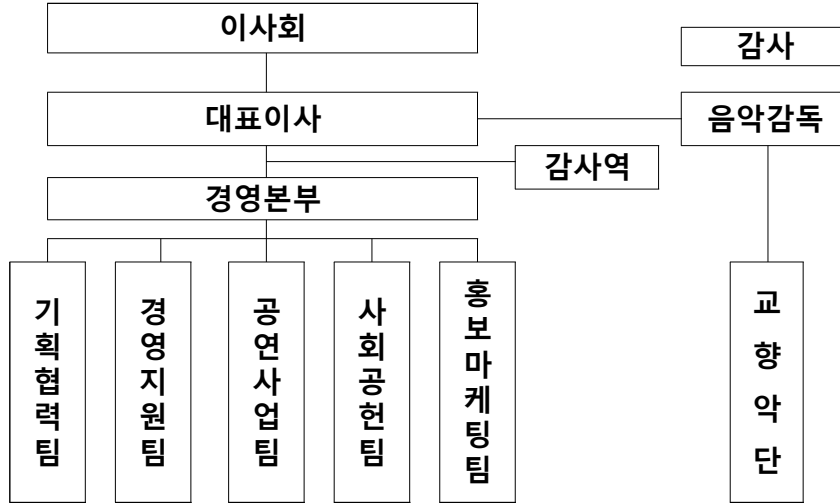 이사회
감사
대표이사
음악감독
감사역
경영본부
기획협력팀
경영지원팀
공연사업팀
사회공헌팀
홍보마케팅팀
교향악단